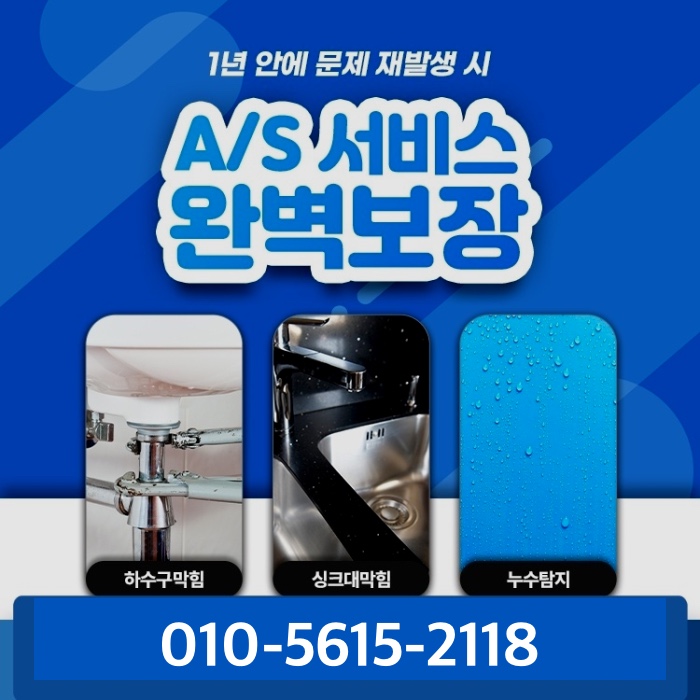 1년 안에 문제 재발생 시
A/S 서비스
완벽보장
하수구막힘
싱크대막힘
누수탐지
010-5615-2118